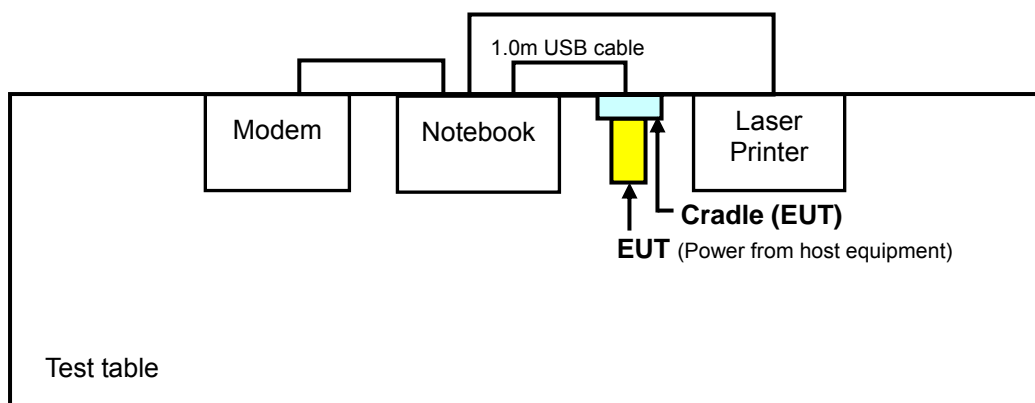 1.0m USB cable
Modem
Notebook
Laser
Printer
Cradle (EUT)
EUT (Power from host equipment)
Test table